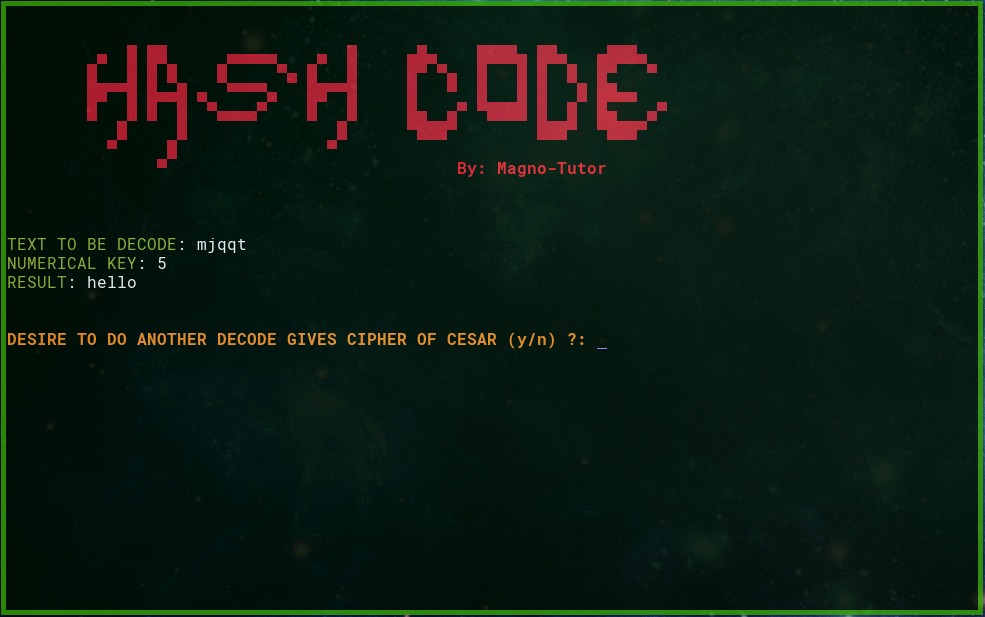 HASH CODE
By: Magno-Tutor
TEXT TO BE DECODE: mjqqt
NUMERICAL KEY: 5
RESULT: hello
DESIRE TO DO ANOTHER DECODE GIVES CIPHER OF CESAR (y/n) ?: _